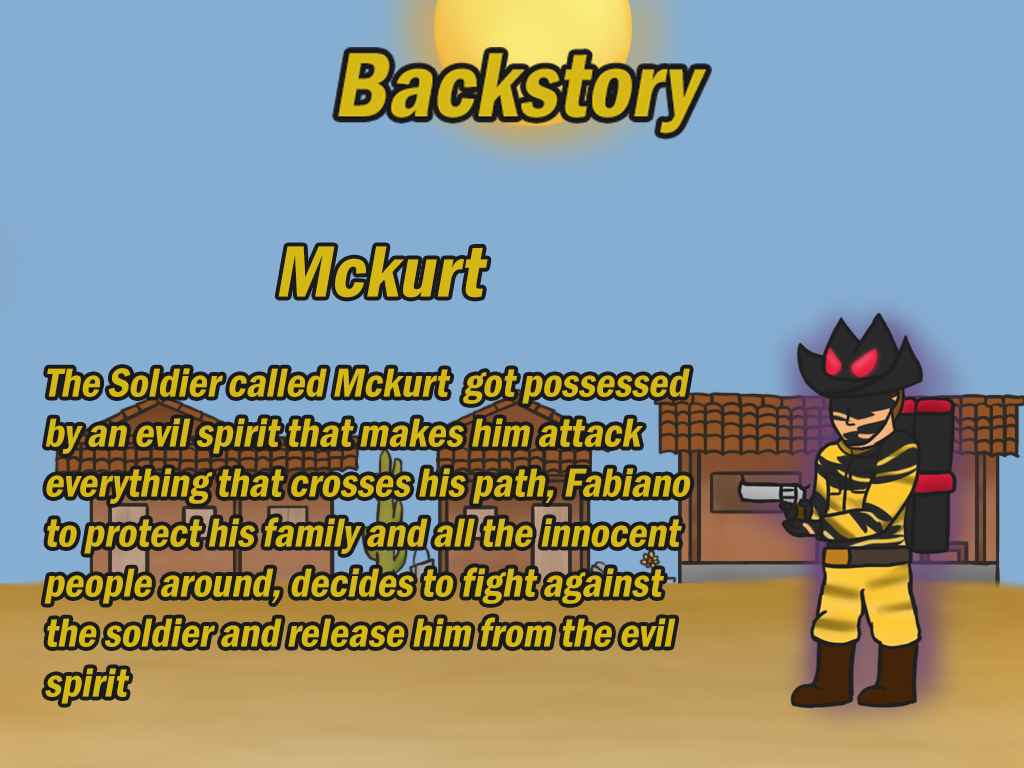 Backstory
Mckurt
The Soldier called Mckurt got possessed
by an evil spirit that makes him attack
everything that crosses his path, Fabiano
to protect his family and all the innocent
people around, decides to fight against
the soldier and release him from the evil
spirit